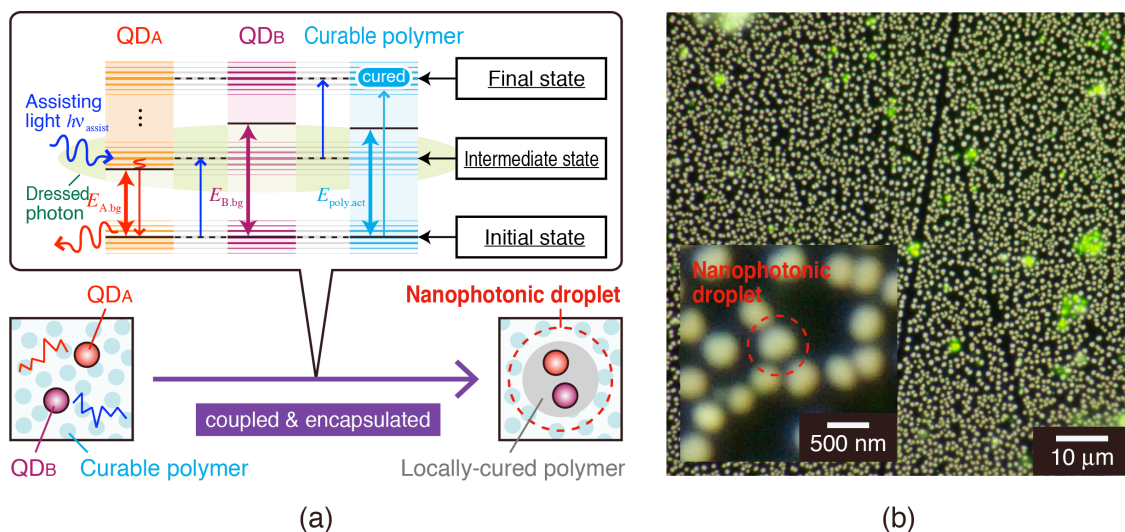 QDA
QDB
Curable polymer
cured
Final state
Assisting
light hνassist
Intermediate state
Dressed
photon
EA.bg
EB.bg
Epoly.act
Initial state
QDA
QDB
Curable polymer
coupled & encapsulated
Nanophotonic droplet
Locally-cured polymer
(a)
Nanophotonic
droplet
500 nm
10 μm
(b)